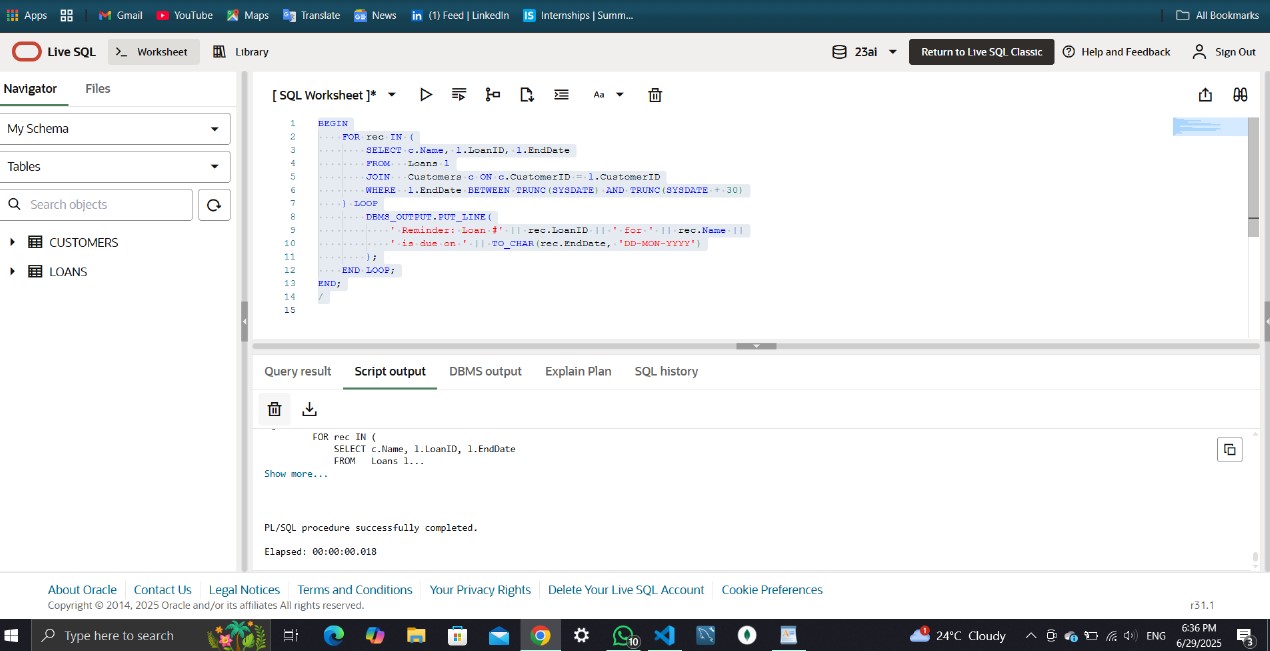 Apps
Gmail
YouTube
Maps
Translate
News
(1) Feed | LinkedIn
Internships | Summ...
All Bookmarks
Live SQL
>_ Worksheet
Library
23ai
Return to Live SQL Classic
Help and Feedback
Sign Out
Navigator
Files
My Schema
Tables
Search objects
CUSTOMERS
LOANS
[ SQL Worksheet ]*
Aa
1 BEGIN
2 FOR rec IN (
3 SELECT c.Name, l.LoanID, l.EndDate
4 FROM Loans l
5 JOIN Customers c ON c.CustomerID = l.CustomerID
6 WHERE l.EndDate BETWEEN TRUNC(SYSDATE) AND TRUNC(SYSDATE + 30)
7 ) LOOP
8 DBMS_OUTPUT.PUT_LINE(
9 ' Reminder: Loan #' || rec.LoanID || ' for ' || rec.Name ||
10 ' is due on ' || TO_CHAR(rec.EndDate, 'DD-MON-YYYY')
11 );
12 END LOOP;
13 END;
14 /
15
Query result
Script output
DBMS output
Explain Plan
SQL history
FOR rec IN (
SELECT c.Name, l.LoanID, l.EndDate
FROM Loans l...
Show more...
PL/SQL procedure successfully completed.
Elapsed: 00:00:00.018
About Oracle
Contact Us
Legal Notices
Terms and Conditions
Your Privacy Rights
Delete Your Live SQL Account
Cookie Preferences
Copyright © 2014, 2025 Oracle and/or its affiliates All rights reserved.
r31.1
Type here to search
10
1
24°C Cloudy
ENG
6:36 PM
6/29/2025
3